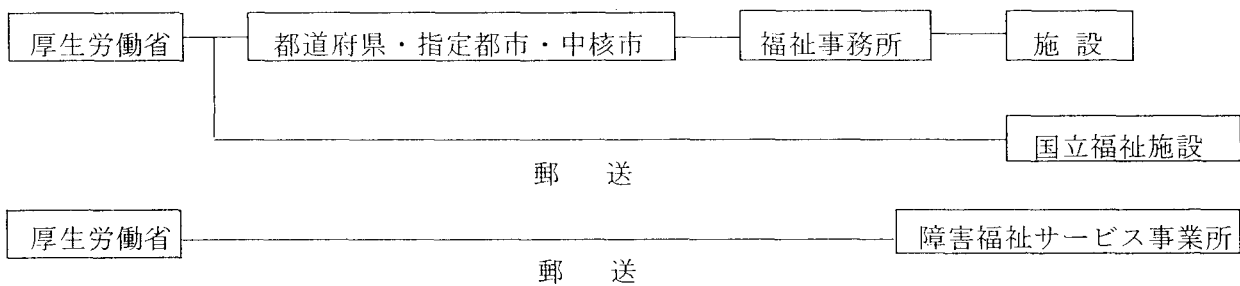 厚生労働省 都道府県・指定都市・中核市 福祉事務所 施 設
国立福祉施設
郵 送
厚生労働省 障害福祉サービス事業所
郵 送